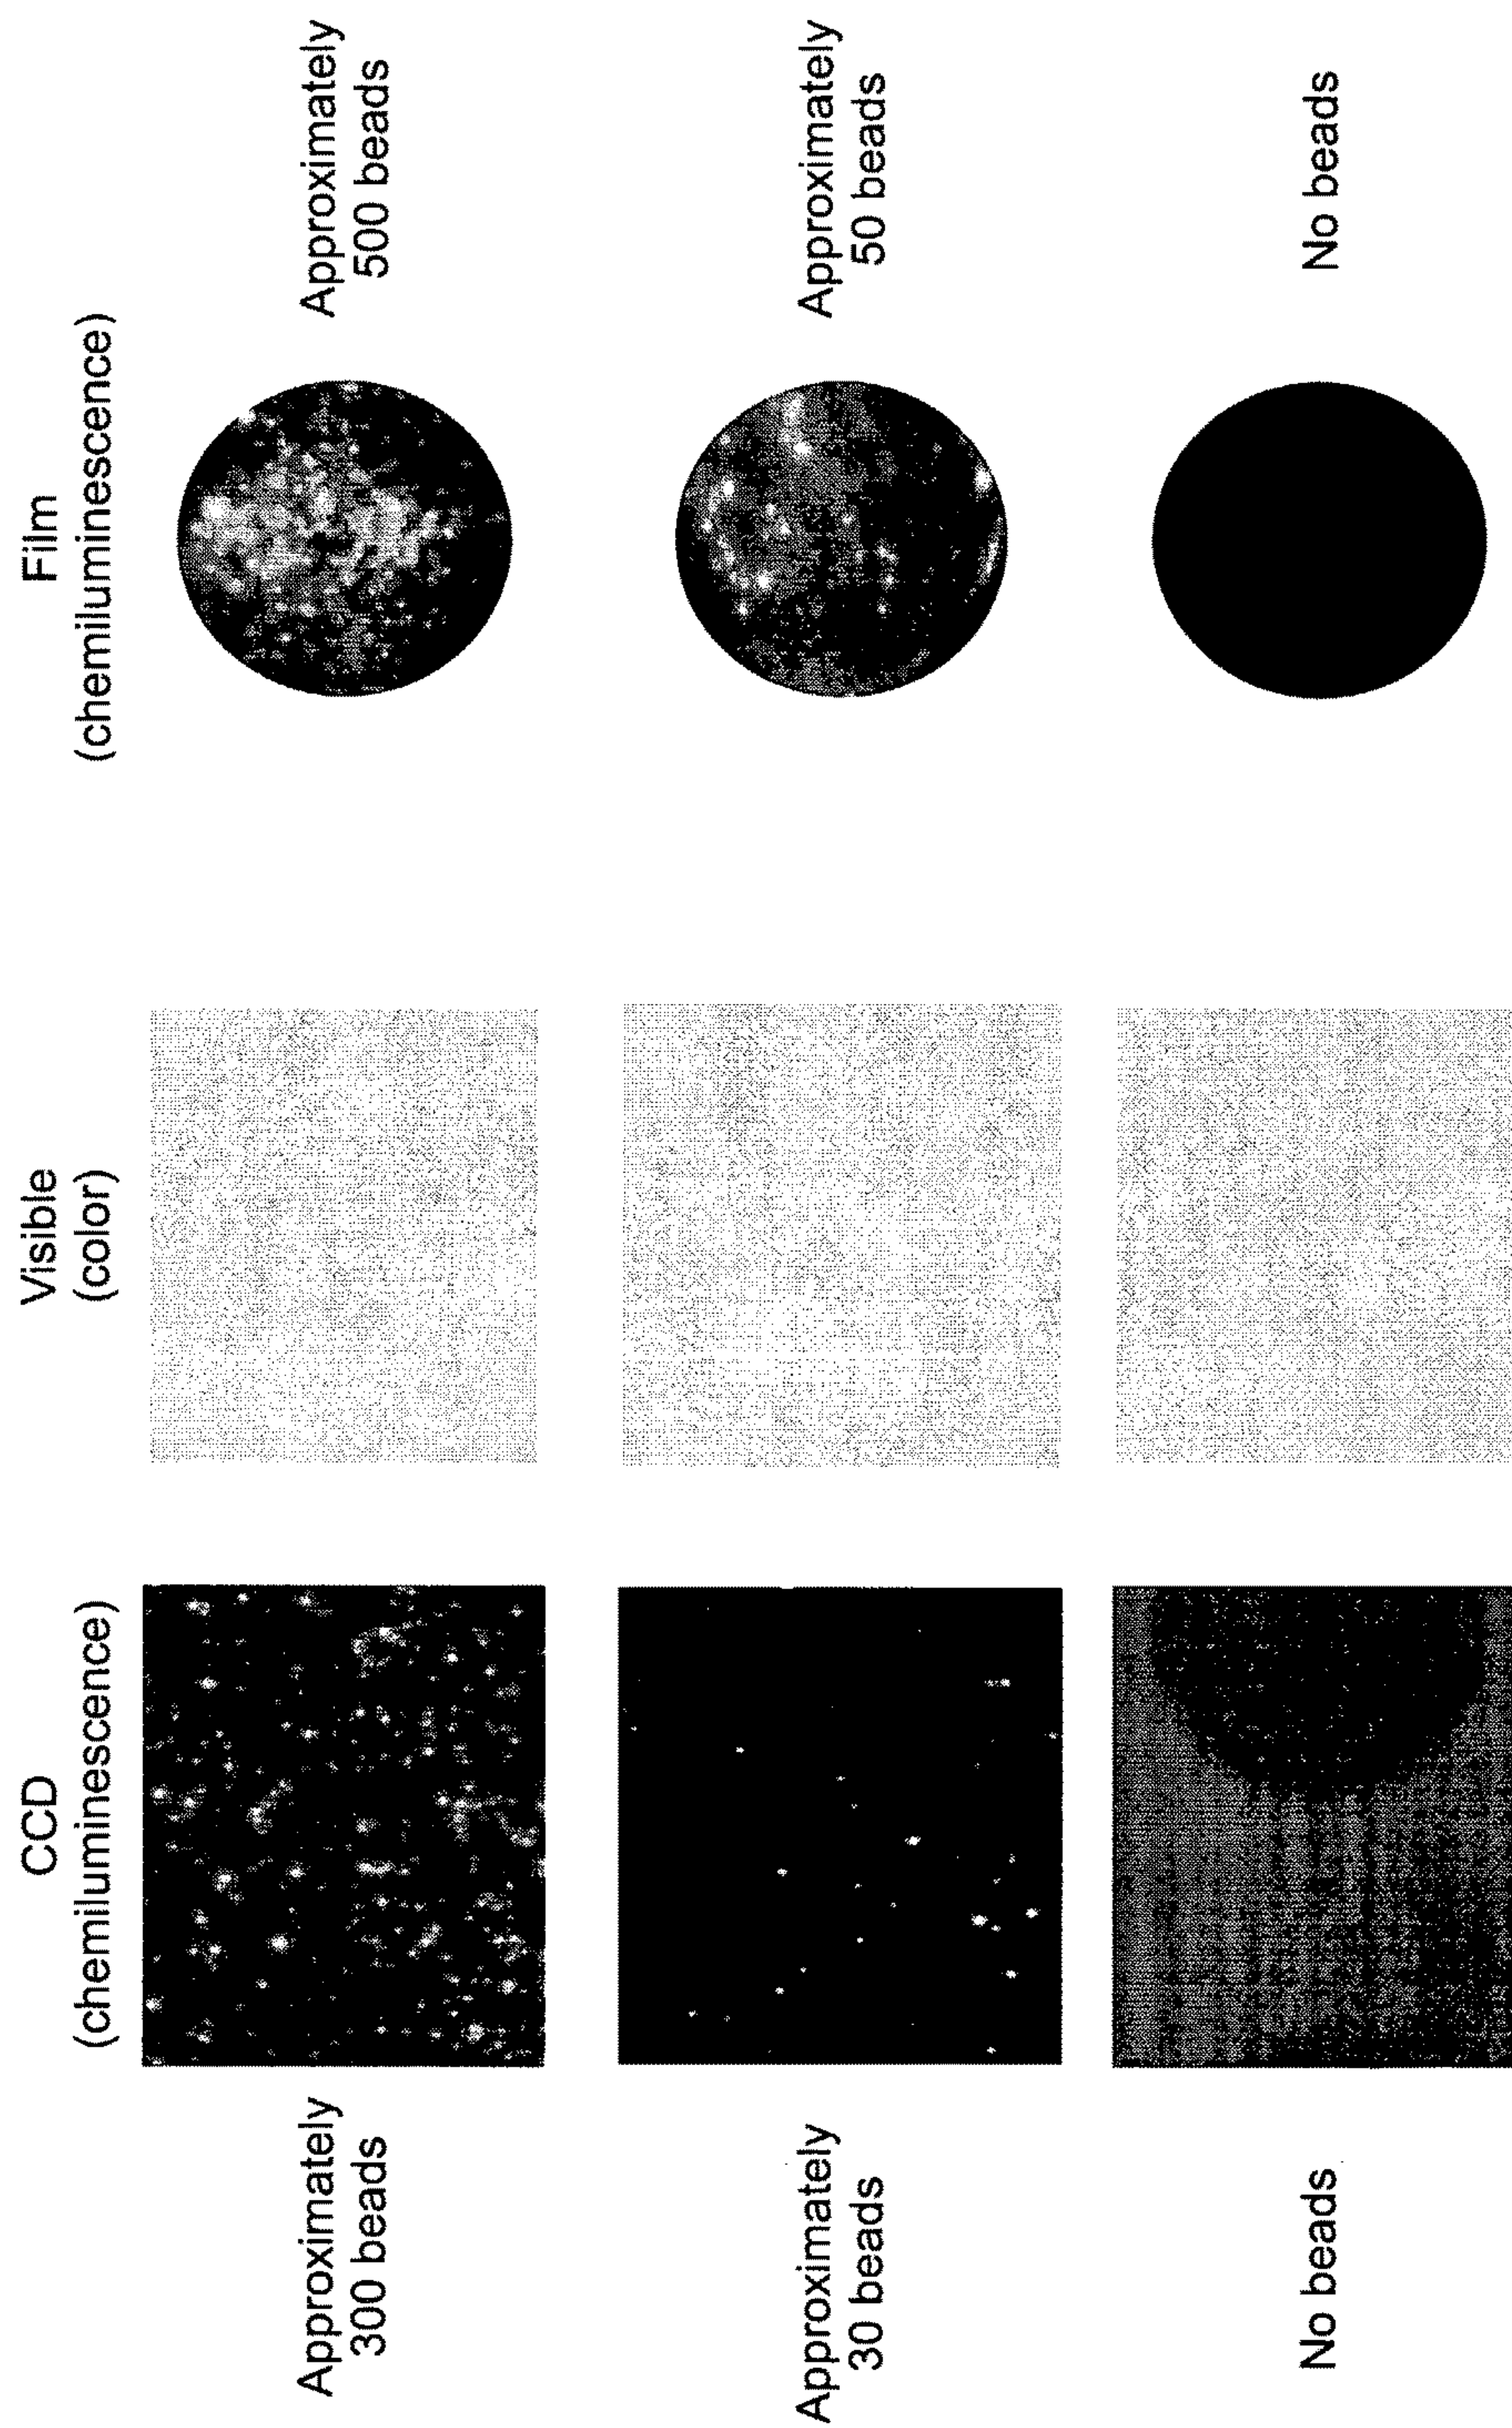 CCD
(chemiluminescence)
Visible
(color)
Film
(chemiluminescence)
Approximately
300 beads
Approximately
500 beads
Approximately
30 beads
Approximately
50 beads
No beads
No beads